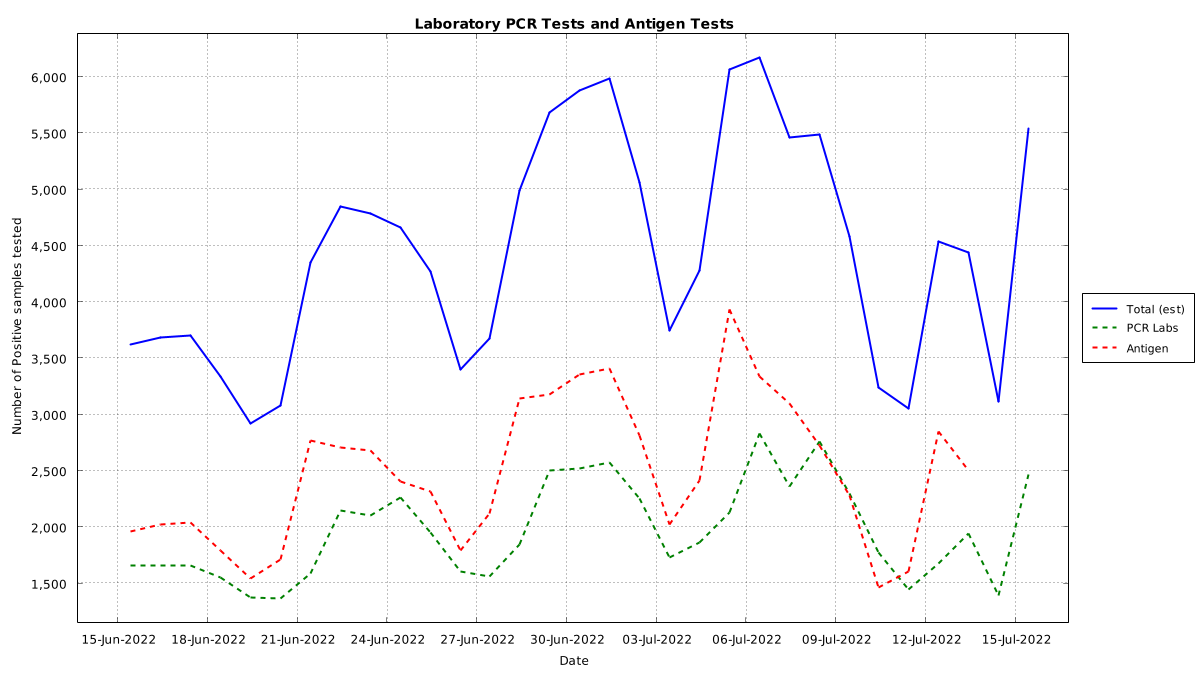 Laboratory PCR Tests and Antigen Tests
Number of Positive samples tested
6,000
5,500
5,000
4,500
4,000
3,500
3,000
2,500
2,000
1,500
15-Jun-2022 18-Jun-2022 21-Jun-2022 24-Jun-2022 27-Jun-2022 30-Jun-2022 03-Jul-2022 06-Jul-2022 09-Jul-2022 12-Jul-2022 15-Jul-2022
Date
Total (est)
PCR Labs
Antigen